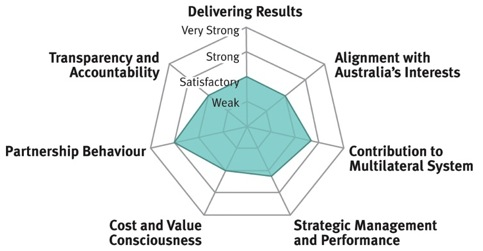 Delivering Results
Very Strong
Strong
Satisfactory
Weak
Transparency and
Accountability
Alignment with
Australia's Interests
Partnership Behaviour
Contribution to
Multilateral System
Cost and Value
Consciousness
Strategic Management
and Performance